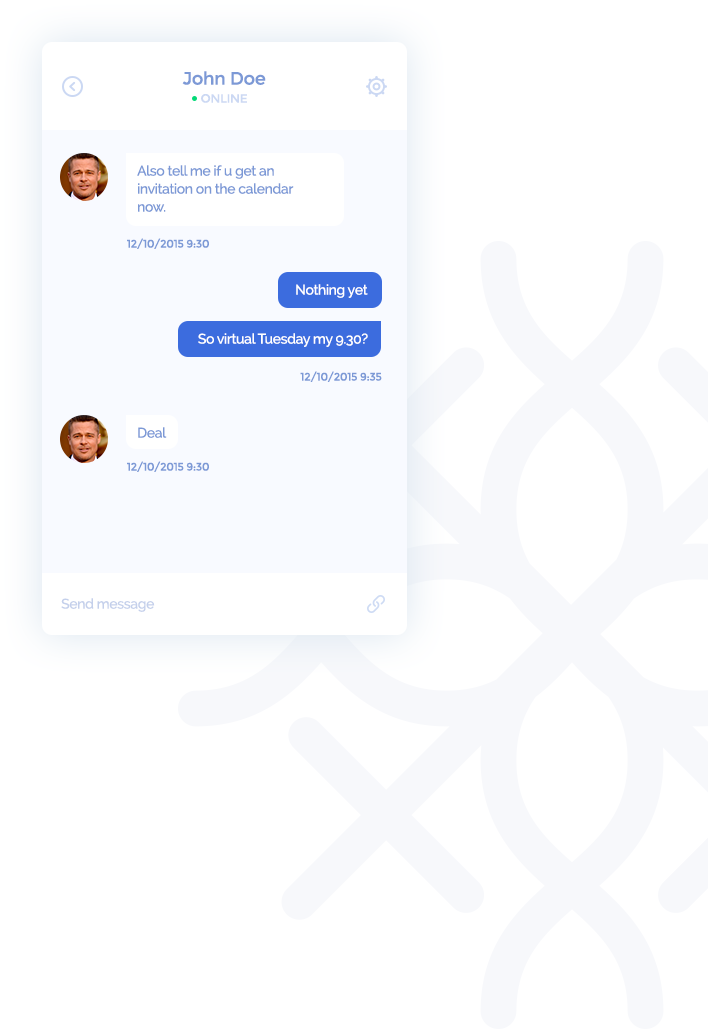 John Doe
ONLINE
Also tell me if u get an
invitation on the calendar
now.
12/10/2015 9:30
Nothing yet
So virtual Tuesday my 9.30?
12/10/2015 9:35
Deal
12/10/2015 9:30
Send message